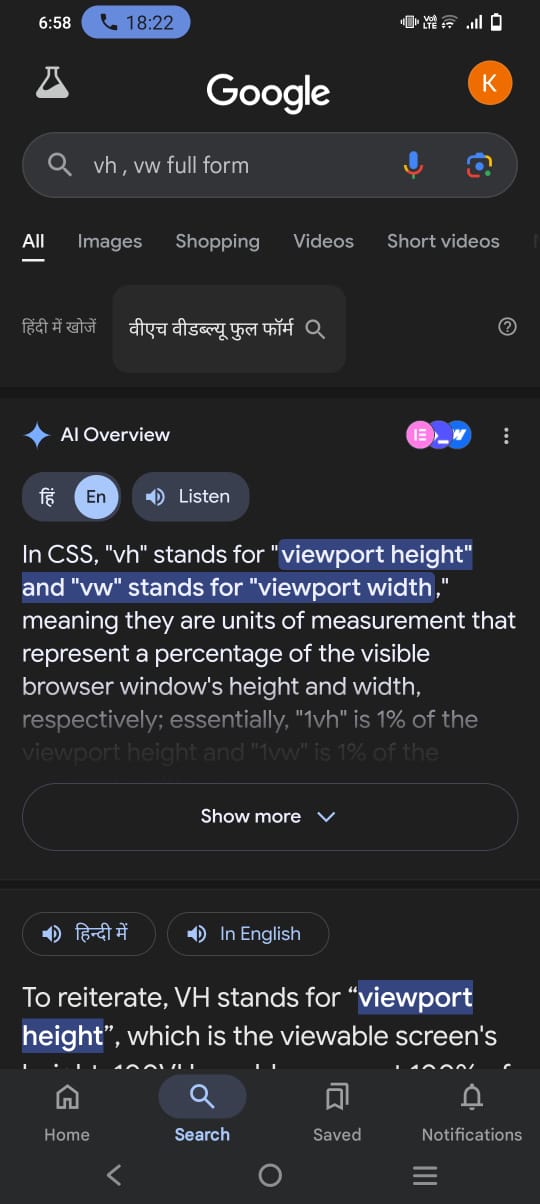 6:58 18:22 Vo) LTE
Google
K
vh , vw full form
All Images Shopping Videos Short videos
हिंदी में खोजें वीएच वीडब्ल्यू फुल फॉर्म
AI Overview
हिं En Listen
In CSS, "vh" stands for "viewport height"
and "vw" stands for "viewport width,"
meaning they are units of measurement that
represent a percentage of the visible
browser window's height and width,
respectively; essentially, "1vh" is 1% of the
viewport height and "1vw" is 1% of the
Show more
हिन्दी में In English
To reiterate, VH stands for “viewport
height”, which is the viewable screen's
Home Search Saved Notifications